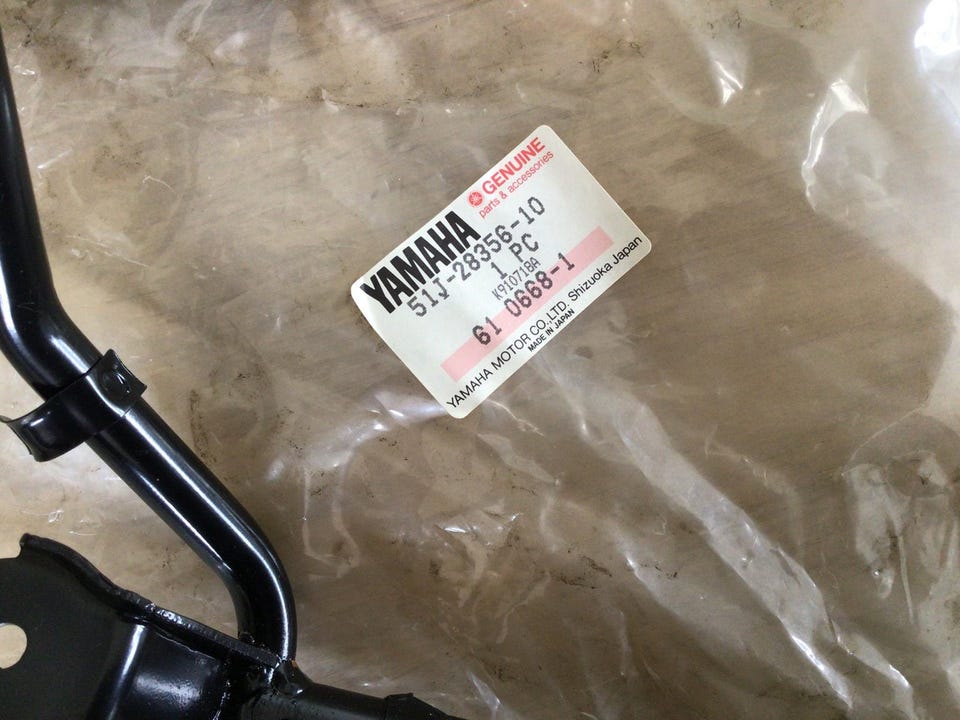 GENUINE
parts & accessories
YAMAHA
51J-28356-10
1 PC
K91071BA
61 0668-1
YAMAHA MOTOR CO.,LTD. Shizuoka Japan
MADE IN JAPAN